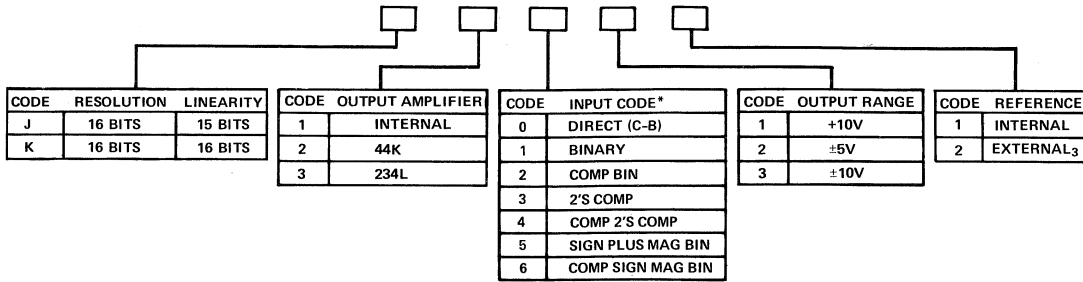 CODE RESOLUTION LINEARITY
J 16 BITS 15 BITS
K 16 BITS 16 BITS
CODE OUTPUT AMPLIFIER
1 INTERNAL
2 44K
3 234L
CODE INPUT CODE*
0 DIRECT (C-B)
1 BINARY
2 COMP BIN
3 2'S COMP
4 COMP 2'S COMP
5 SIGN PLUS MAG BIN
6 COMP SIGN MAG BIN
CODE OUTPUT RANGE
1 +10V
2 ±5V
3 ±10V
CODE REFERENCE
1 INTERNAL
2 EXTERNAL3